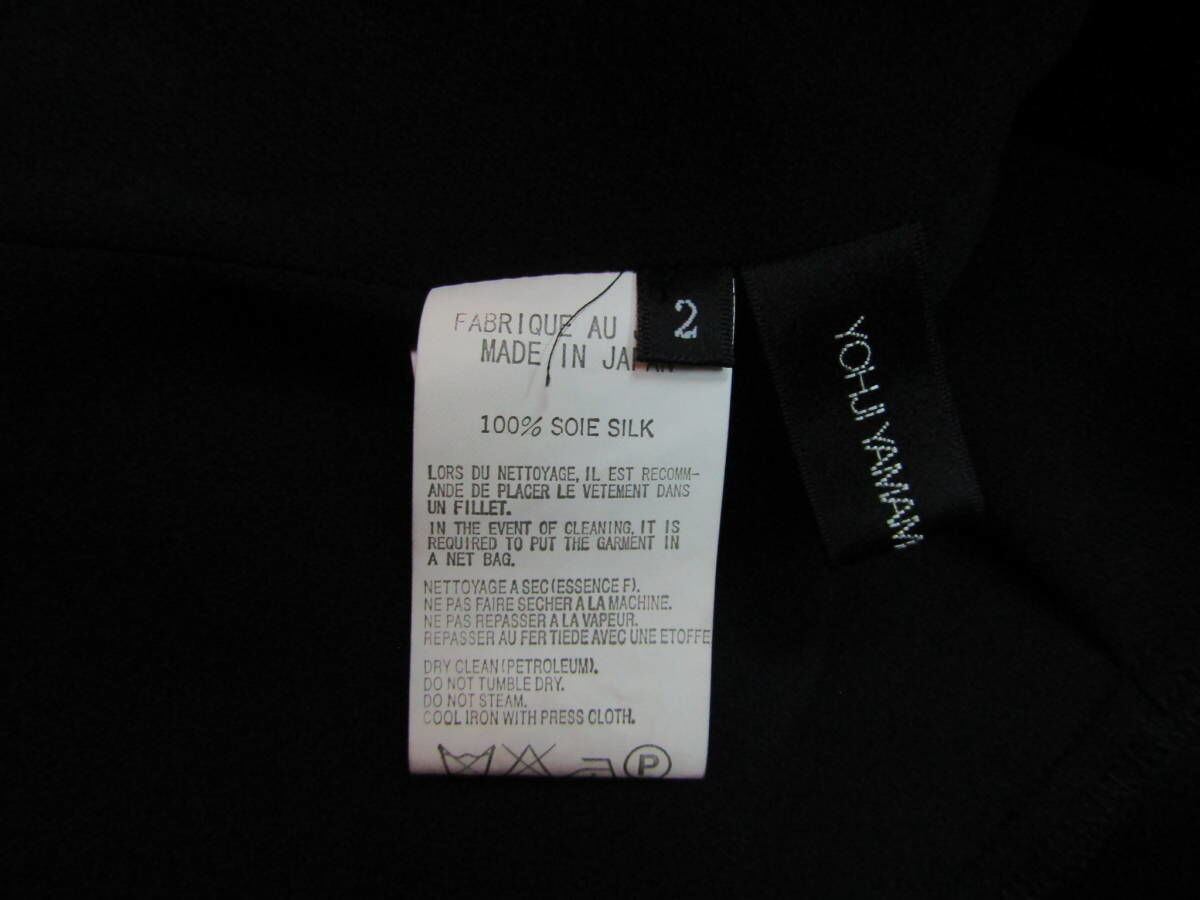 FABRIQUE AU
MADE IN JAPAN
2
100% SOIE SILK
LORS DU NETTOYAGE, IL EST RECOMM-
ANDE DE PLACER LE VETEMENT DANS
UN FILLET.
IN THE EVENT OF CLEANING, IT IS
REQUIRED TO PUT THE GARMENT IN
A NET BAG.
NETTOYAGE A SEC (ESSENCE F).
NE PAS FAIRE SECHER A LA MACHINE.
NE PAS REPASSER A LA VAPEUR.
REPASSER AU FER TIEDE AVEC UNE ETOFFE
DRY CLEAN (PETROLEUM).
DO NOT TUMBLE DRY.
DO NOT STEAM.
COOL IRON WITH PRESS CLOTH.
P
YOHJI YAMAM